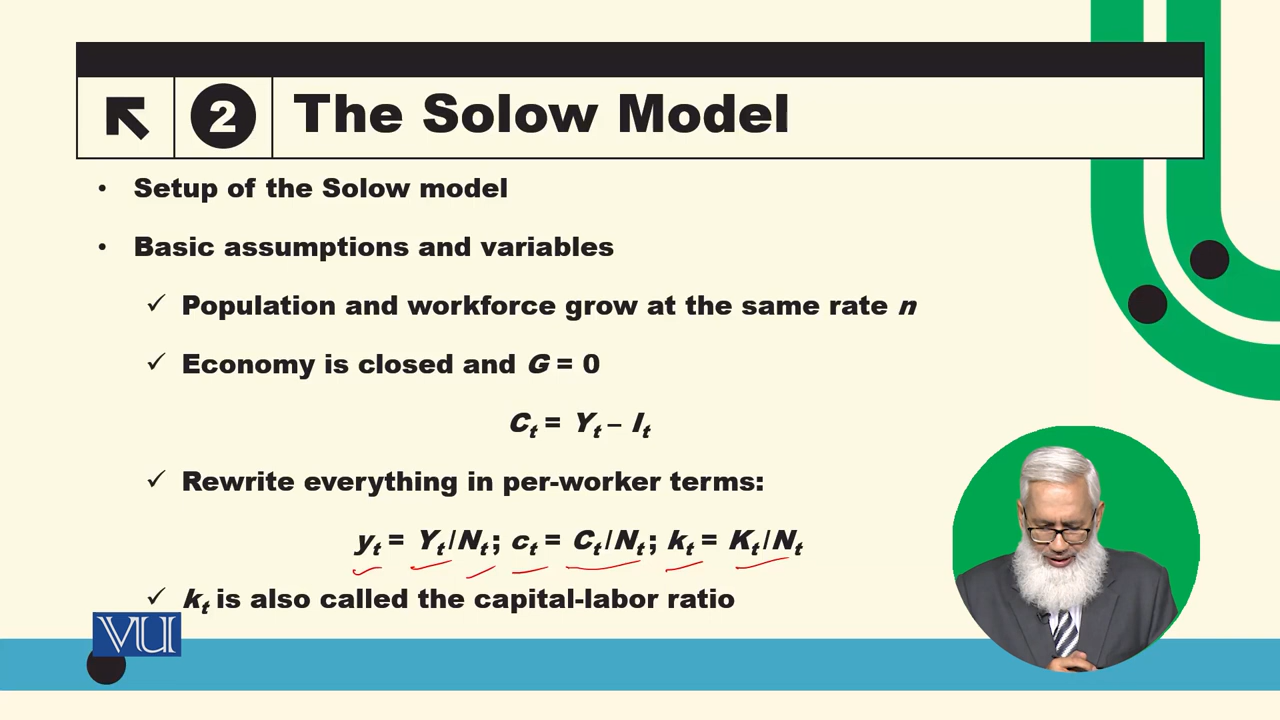 2 The Solow Model
• Setup of the Solow model
• Basic assumptions and variables
✓ Population and workforce grow at the same rate n
✓ Economy is closed and G = 0
Cₜ = Yₜ – Iₜ
✓ Rewrite everything in per-worker terms:
yₜ = Yₜ/Nₜ; cₜ = Cₜ/Nₜ; kₜ = Kₜ/Nₜ
✓ kₜ is also called the capital-labor ratio
VU